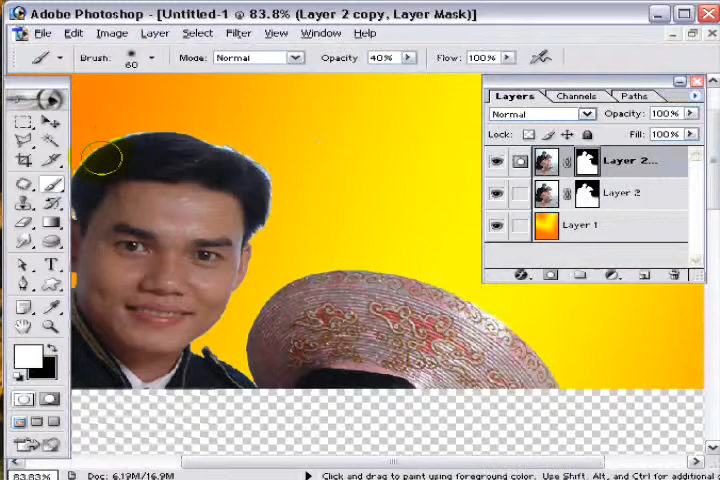 Adobe Photoshop - [Untitled-1 @ 83.8% (Layer 2 copy, Layer Mask)]
File Edit Image Layer Select Filter View Window Help
Brush: 60 Mode: Normal Opacity 40% Flow: 100%
Layers Channels Paths
Normal Opacity: 100%
Lock: Fill: 100%
Layer 2...
Layer 2
Layer 1
T
83.83% Doc: 6.19M/16.9M Click and drag to paint using foreground color. Use Shift, Alt, and Ctrl for additional